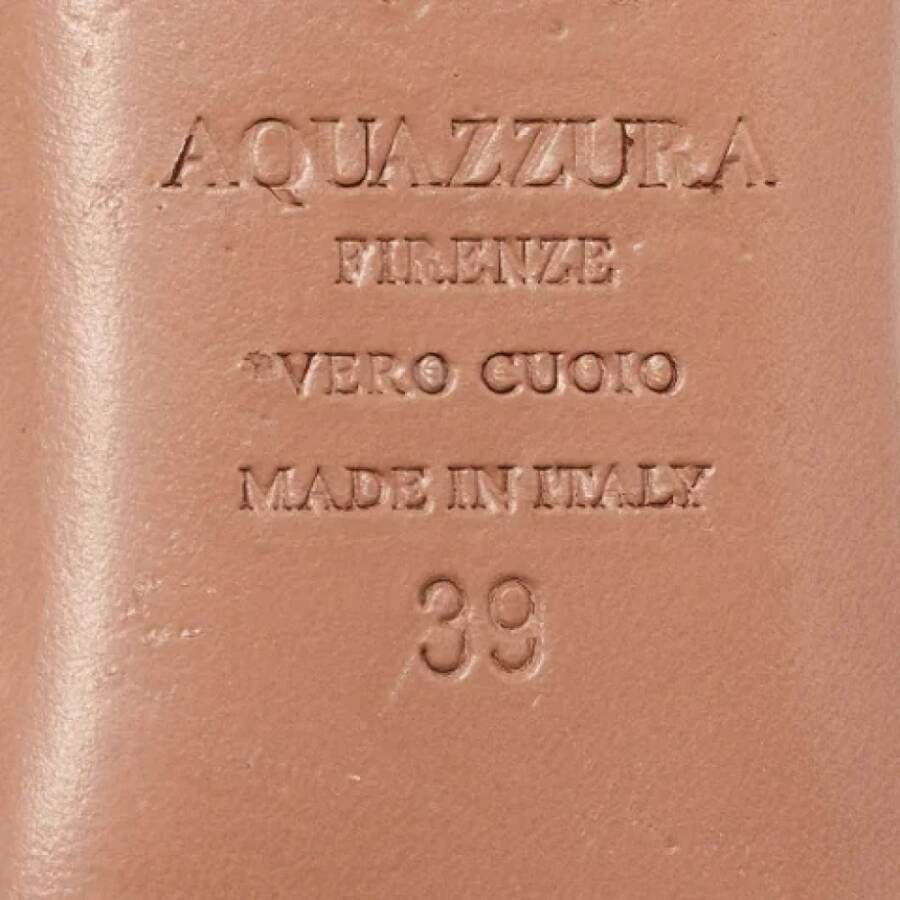 AQUAZZURA
FIRENZE
*VERO CUOIO
MADE IN ITALY
39